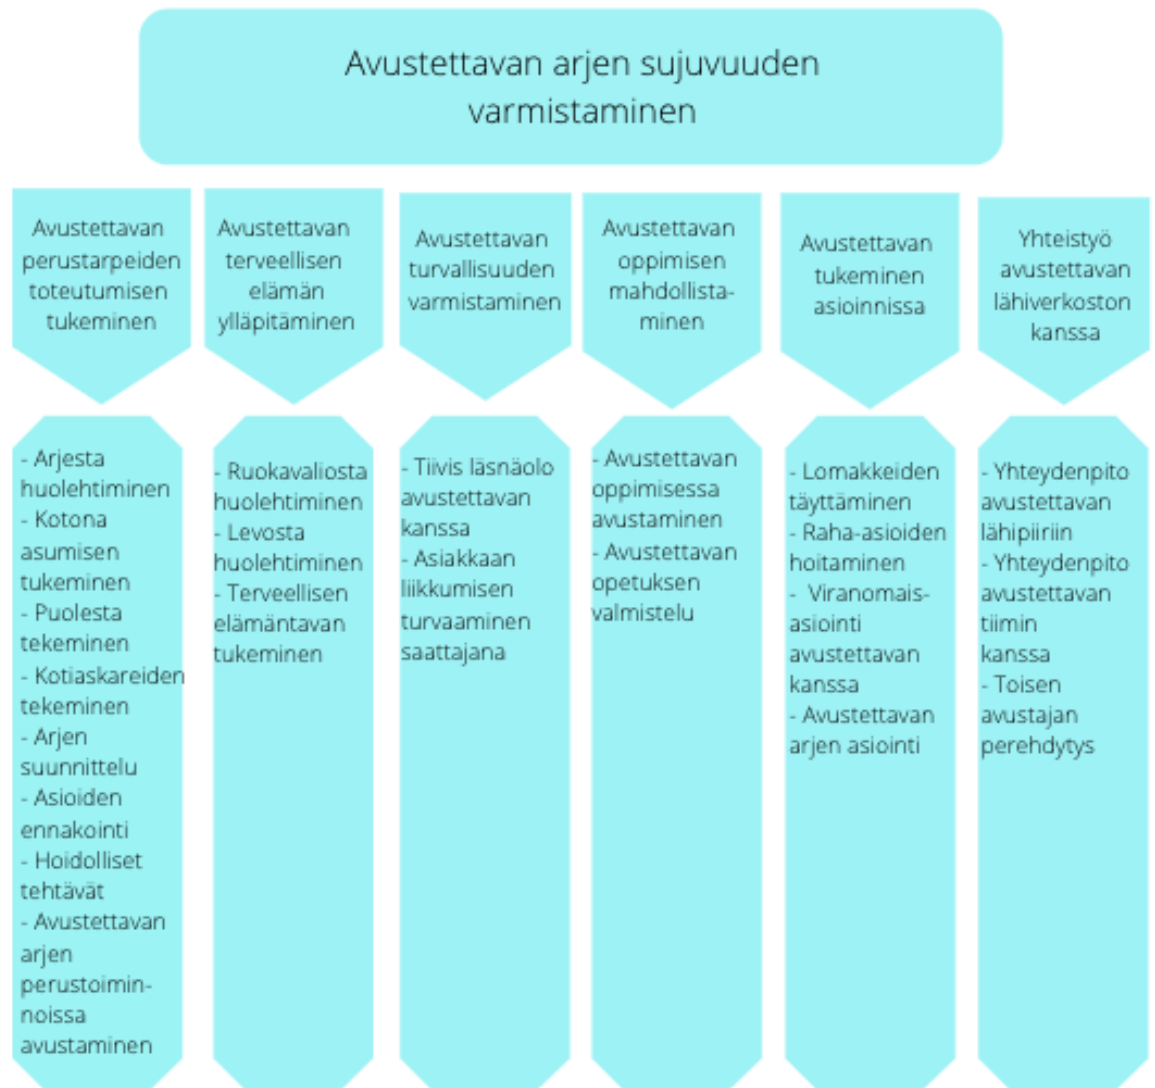 Avustettavan arjen sujuvuuden
varmistaminen
Avustettavan
perustarpeiden
toteutumisen
tukeminen
Avustettavan
terveellisen
elämän
ylläpitäminen
Avustettavan
turvallisuuden
varmistaminen
Avustettavan
oppimisen
mahdollista-
minen
Avustettavan
tukeminen
asioinnissa
Yhteistyö
avustettavan
lähiverkoston
kanssa
- Arjesta
huolehtiminen
- Kotona
asumisen
tukeminen
- Puolesta
tekeminen
- Kotiaskareiden
tekeminen
- Arjen
suunnittelu
- Asioiden
ennakointi
- Hoidolliset
tehtävät
- Avustettavan
arjen
perustoimin-
noissa
avustaminen
- Ruokavaliosta
huolehtiminen
- Levosta
huolehtiminen
- Terveellisen
elämäntavan
tukeminen
- Tiivis läsnäolo
avustettavan
kanssa
- Asiakkaan
liikkumisen
turvaaminen
saattajana
- Avustettavan
oppimisessa
avustaminen
- Avustettavan
opetuksen
valmistelu
- Lomakkeiden
täyttäminen
- Raha-asioiden
hoitaminen
- Viranomais-
asiointi
avustettavan
kanssa
- Avustettavan
arjen asiointi
- Yhteydenpito
avustettavan
lähipiiriin
- Yhteydenpito
avustettavan
tiimin
kanssa
- Toisen
avustajan
perehdytys